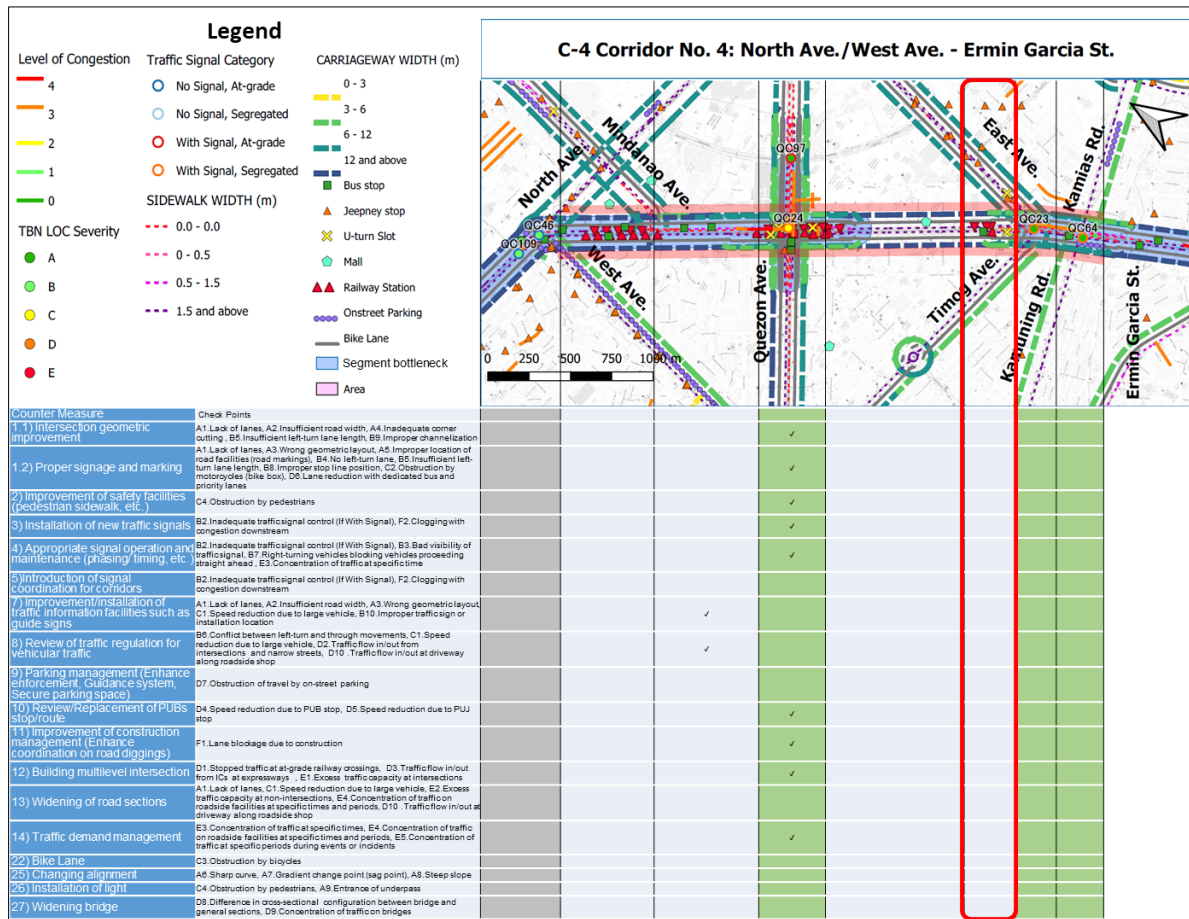 Legend
Level of Congestion
4
3
2
1
0
TBN LOC Severity
A
B
C
D
E
Traffic Signal Category
No Signal, At-grade
No Signal, Segregated
With Signal, At-grade
With Signal, Segregated
SIDEWALK WIDTH (m)
0.0 - 0.0
0 - 0.5
0.5 - 1.5
1.5 and above
CARRIAGEWAY WIDTH (m)
0 - 3
3 - 6
6 - 12
12 and above
Bus stop
Jeepney stop
U-turn Slot
Mall
Railway Station
Onstreet Parking
Bike Lane
Segment bottleneck
Area
C-4 Corridor No. 4: North Ave./West Ave. - Ermin Garcia St.
North Ave.
Mindanao Ave.
West Ave.
Quezon Ave.
East Ave.
Timog Ave.
Kamias Rd.
Kamuning Rd.
Ermin Garcia St.
QC109
QC46
QC97
QC24
QC23
QC64
0 250 500 750 1000 m
Counter Measure
Check Points
1.1) Intersection geometric
improvement
A1.Lack of lanes, A2.Insufficient road width, A4.Inadequate corner
cutting , B5.Insufficient left-turn lane length, B9.Improper channelization
✓
1.2) Proper signage and marking
A1.Lack of lanes, A3.Wrong geometric layout, A5.Improper location of
road facilities (road markings), B4.No left-turn lane, B5.Insufficient left-
turn lane length, B8.Improper stop line position, C2.Obstruction by
motorcycles (bike box), D6.Lane reduction with dedicated bus and
priority lanes
✓
2) Improvement of safety facilities
(pedestrian sidewalk, etc.)
C4.Obstruction by pedestrians
✓
3) Installation of new traffic signals
B2.Inadequate trafficsignal control (If With Signal), F2.Clogging with
congestion downstream
✓
4) Appropriate signal operation and
maintenance (phasing/ timing, etc.)
B2.Inadequate trafficsignal control (If With Signal), B3.Bad visibility of
trafficsignal, B7.Right-turning vehicles blocking vehicles proceeding
straight ahead , E3.Concentration of traffic at specific time
✓
5)Introduction of signal
coordination for corridors
B2.Inadequate trafficsignal control (If With Signal), F2.Clogging with
congestion downstream
7) Improvement/installation of
traffic information facilities such as
guide signs
A1.Lack of lanes, A2.Insufficient road width, A3.Wrong geometric layout,
C1.Speed reduction due to large vehicle, B10.Improper traffic sign or
installation location
✓
8) Review of traffic regulation for
vehicular traffic
B6.Conflict between left-turn and through movements, C1.Speed
reduction due to large vehicle, D2.Traffic flow in/out from
intersections and narrow streets, D10 .Traffic flow in/out at driveway
along roadside shop
✓
9) Parking management (Enhance
enforcement, Guidance system,
Secure parking space)
D7.Obstruction of travel by on-street parking
10) Review/Replacement of PUBs
stop/route
D4.Speed reduction due to PUB stop, D5.Speed reduction due to PUJ
stop
✓
11) Improvement of construction
management (Enhance
coordination on road diggings)
F1.Lane blockage due to construction
✓
12) Building multilevel intersection
D1.Stopped traffic at at-grade railway crossings, D3.Traffic flow in/out
from ICs at expressways , E1.Excess traffic capacity at intersections
✓
13) Widening of road sections
A1.Lack of lanes, C1.Speed reduction due to large vehicle, E2.Excess
traffic capacity at non-intersections, E4.Concentration of traffic on
roadside facilities at specific times and periods, D10 .Traffic flow in/out at
driveway along roadside shop
14) Traffic demand management
E3.Concentration of traffic at specific times, E4.Concentration of traffic
on roadside facilities at specific times and periods, E5.Concentration of
traffic at specific periods during events or incidents
✓
22) Bike Lane
C3.Obstruction by bicycles
25) Changing alignment
A6.Sharp curve, A7.Gradient change point (sag point), A8.Steep slope
26) Installation of light
C4.Obstruction by pedestrians, A9.Entrance of underpass
27) Widening bridge
D8.Difference in cross-sectional configuration between bridge and
general sections, D9.Concentration of traffic on bridges